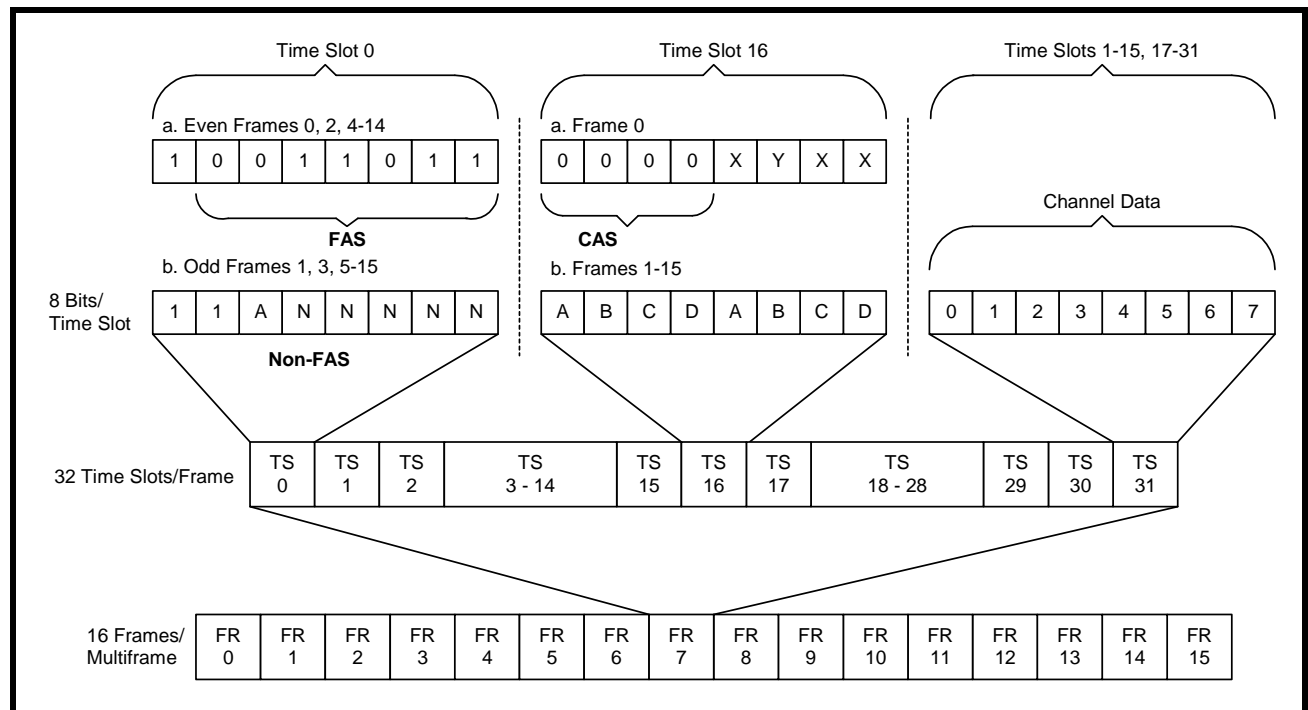 Time Slot 0
Time Slot 16
Time Slots 1-15, 17-31
a. Even Frames 0, 2, 4-14
a. Frame 0
1 0 0 1 1 0 1 1
0 0 0 0 X Y X X
Channel Data
FAS
CAS
b. Odd Frames 1, 3, 5-15
b. Frames 1-15
8 Bits/
Time Slot
1 1 A N N N N N
A B C D A B C D
0 1 2 3 4 5 6 7
Non-FAS
32 Time Slots/Frame
TS TS TS TS TS TS TS TS TS TS TS
0 1 2 3 - 14 15 16 17 18 - 28 29 30 31
16 Frames/
Multiframe
FR FR FR FR FR FR FR FR FR FR FR FR FR FR FR FR
0 1 2 3 4 5 6 7 8 9 10 11 12 13 14 15